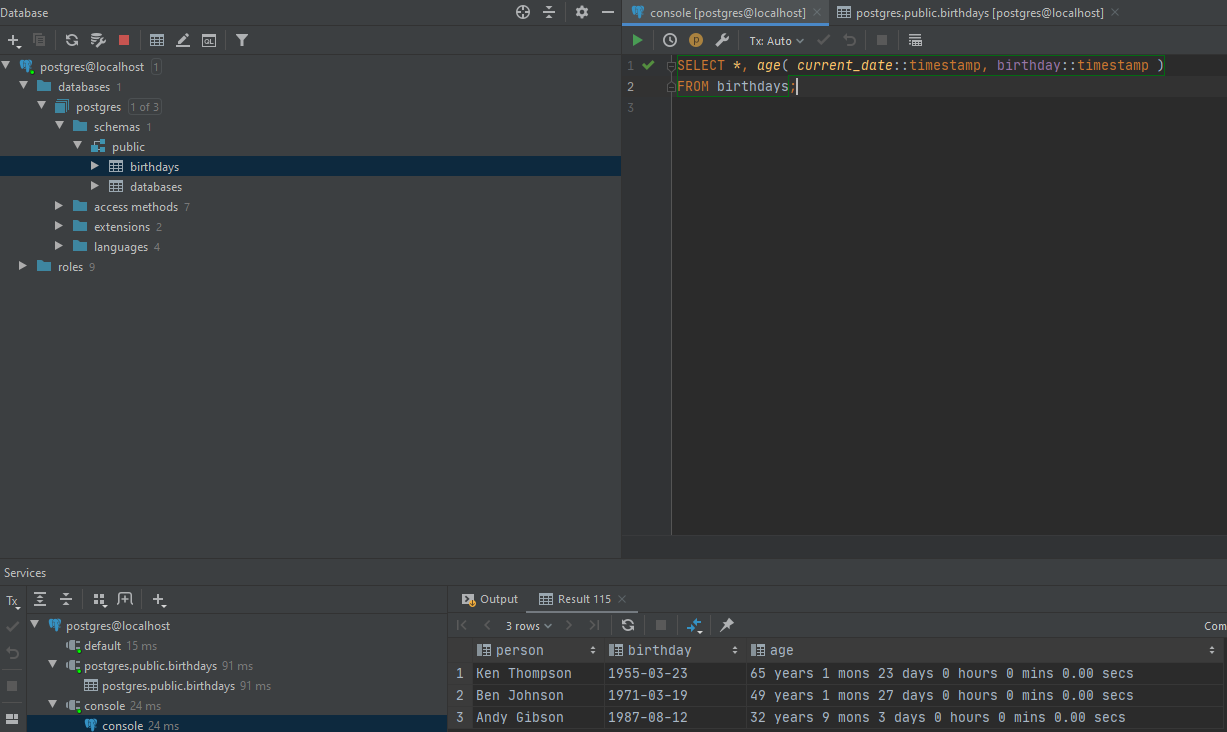 Database
postgres@localhost 1
databases 1
postgres 1 of 3
schemas 1
public
birthdays
databases
access methods 7
extensions 2
languages 4
roles 9
console [postgres@localhost]
postgres.public.birthdays [postgres@localhost]
Tx: Auto
1 SELECT *, age( current_date::timestamp, birthday::timestamp )
2 FROM birthdays;
3
Services
Tx
postgres@localhost
default 15 ms
postgres.public.birthdays 91 ms
postgres.public.birthdays 91 ms
console 24 ms
console 24 ms
Output
Result 115
3 rows
Com
person birthday age
1 Ken Thompson 1955-03-23 65 years 1 mons 23 days 0 hours 0 mins 0.00 secs
2 Ben Johnson 1971-03-19 49 years 1 mons 27 days 0 hours 0 mins 0.00 secs
3 Andy Gibson 1987-08-12 32 years 9 mons 3 days 0 hours 0 mins 0.00 secs